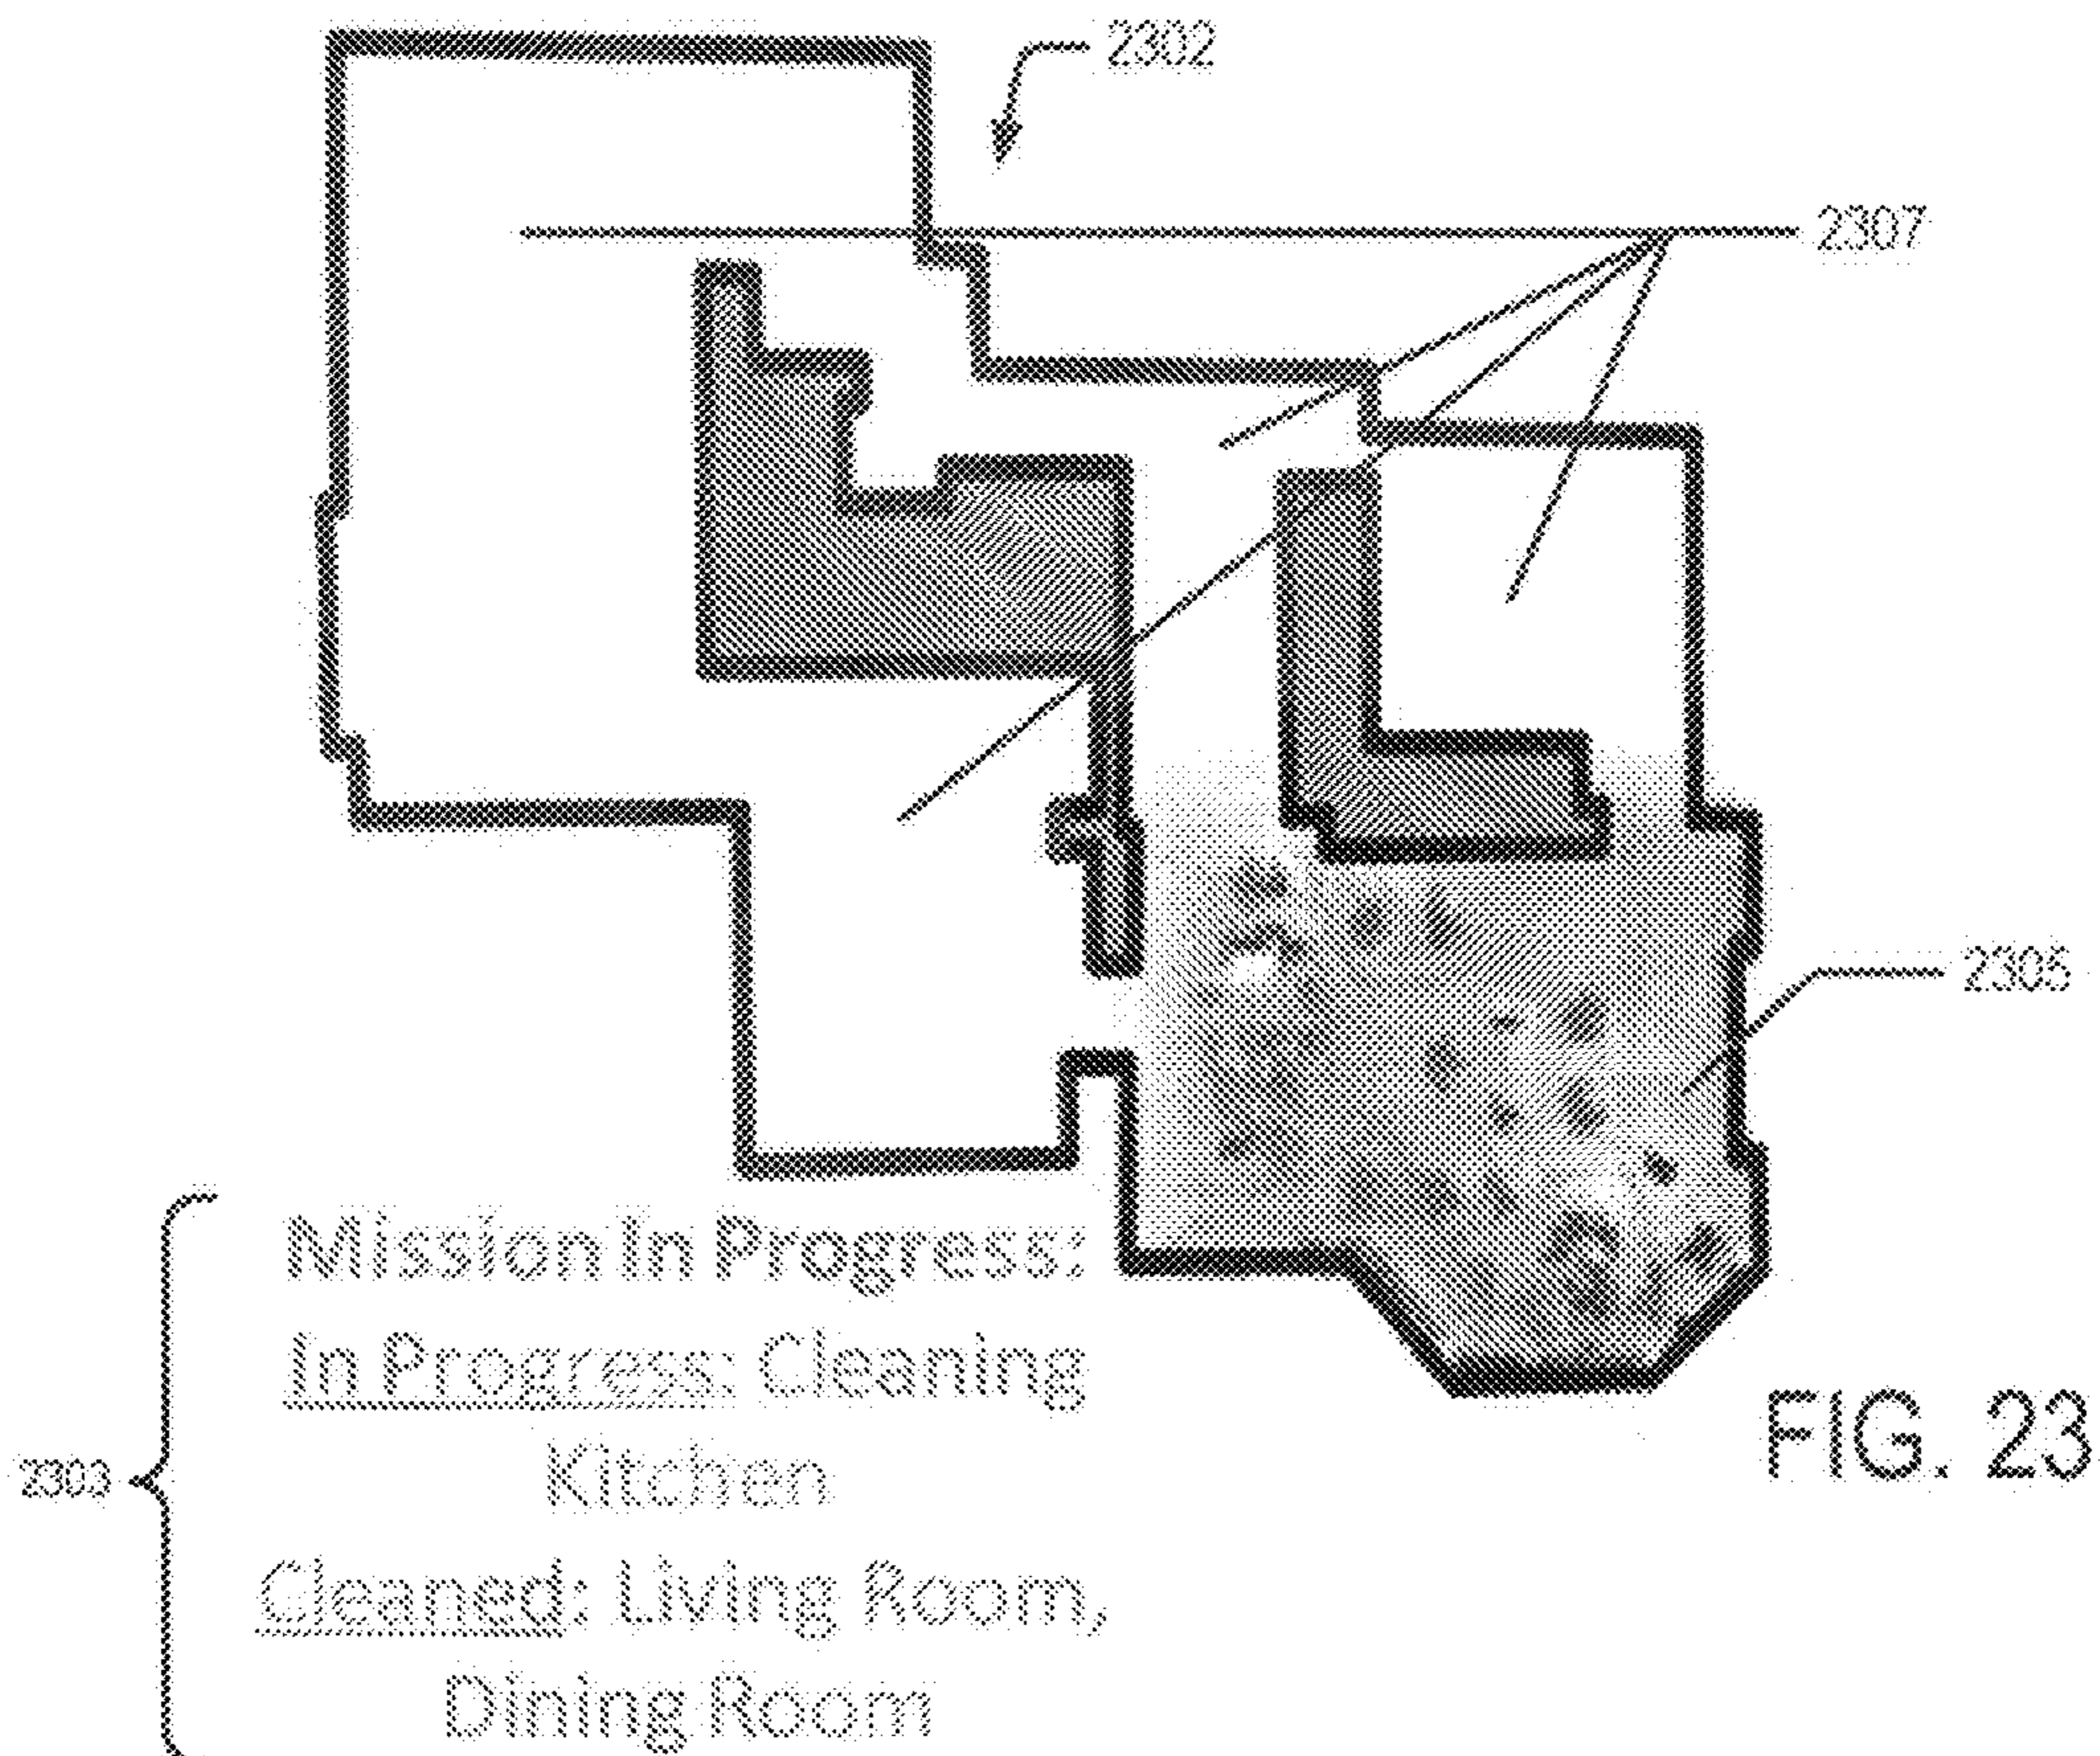 2302
2307
2305
Mission In Progress:
In Progress: Cleaning
Kitchen
2303
Cleaned: Living Room,
Dining Room
FIG. 23